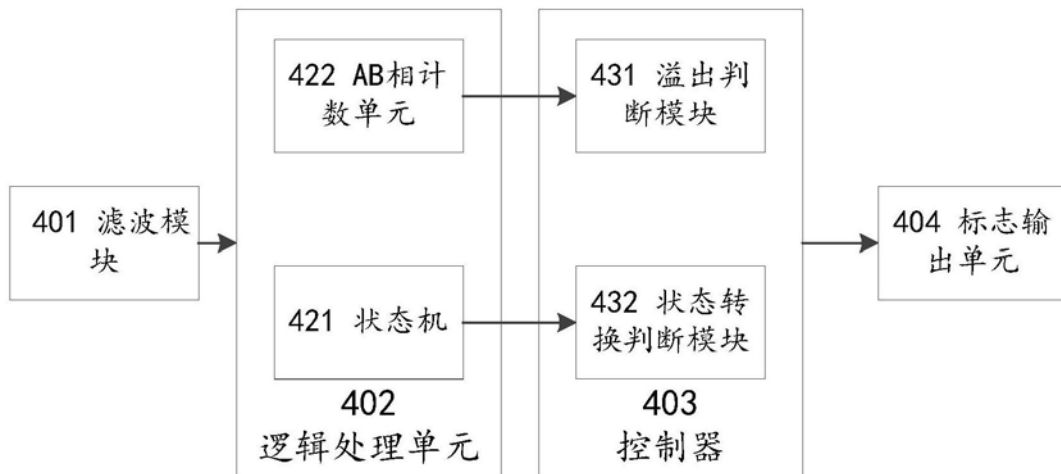 401 滤波模
块
422 AB相计
数单元
421 状态机
402
逻辑处理单元
431 溢出判
断模块
432 状态转
换判断模块
403
控制器
404 标志输
出单元